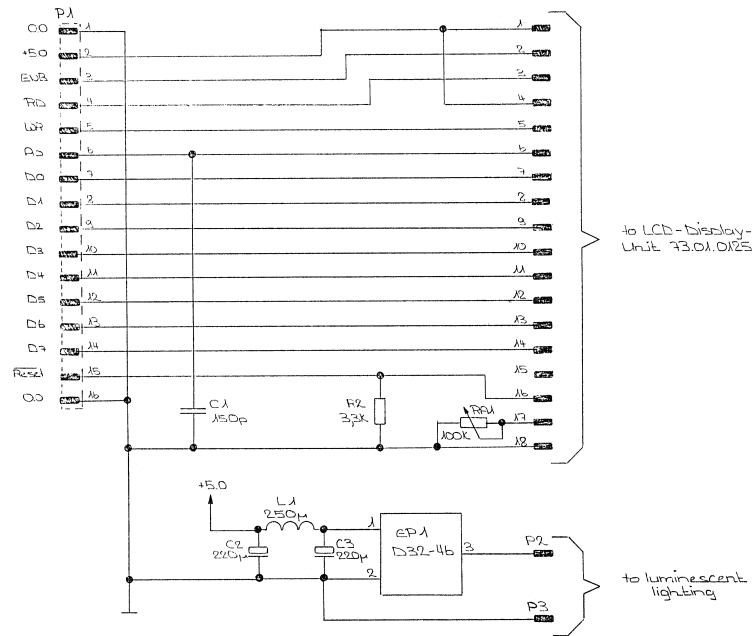 P1
0.0 1 1
+5.0 2 2
ENB 3 3
RD 4 4
WR 5 5
A0 6 6
D0 7 7
D1 8 8
D2 9 9
D3 10 10
D4 11 11
D5 12 12
D6 13 13
D7 14 14
Reset 15 15
0.0 16 16
17
18
to LCD-Display-
Unit 73.01.0125
C1
150p
R2
3,3K
RA1
100K
+5.0
L1
250µ
C2
220µ
C3
220µ
1
2
3
EP1
D32-4b
P2
P3
to luminescent
lighting